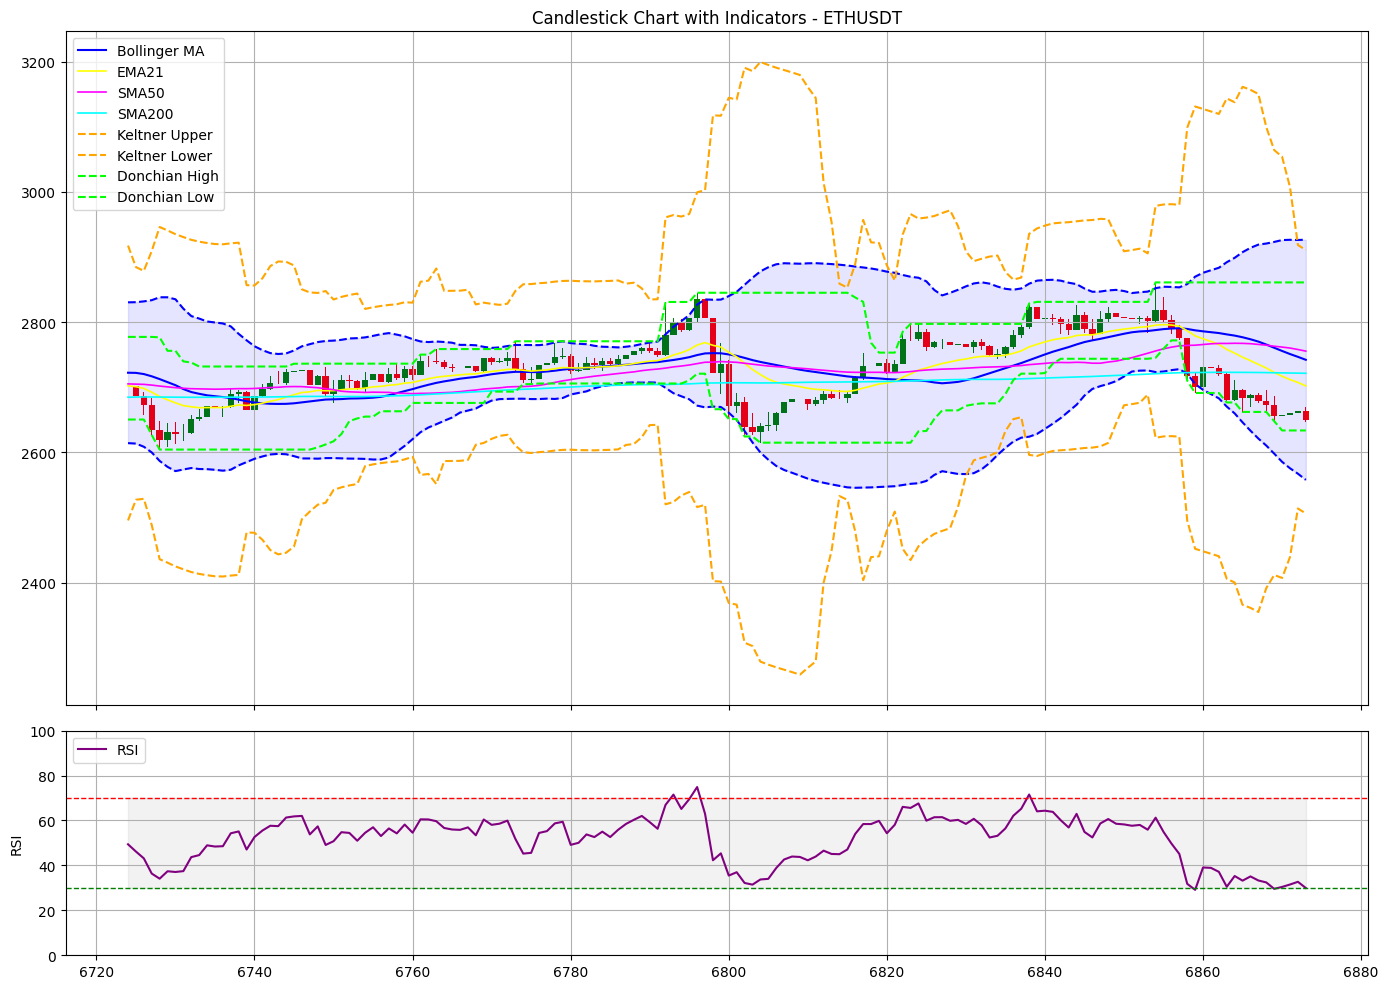 Candlestick Chart with Indicators - ETHUSDT
Bollinger MA
EMA21
SMA50
SMA200
Keltner Upper
Keltner Lower
Donchian High
Donchian Low
3200
3000
2800
2600
2400
RSI
100
80
60
40
20
0
RSI
6720 6740 6760 6780 6800 6820 6840 6860 6880